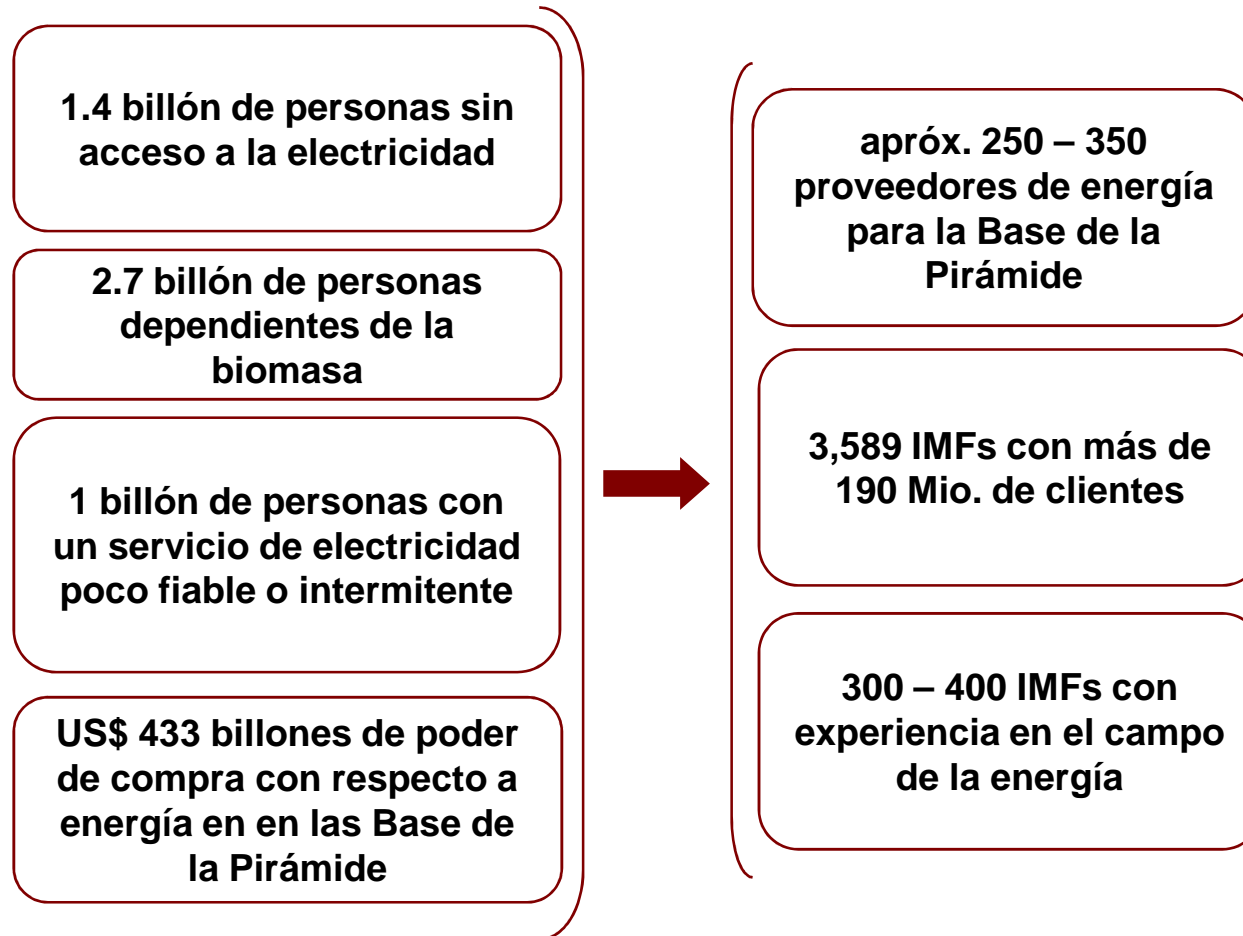 1.4 billón de personas sin
acceso a la electricidad
2.7 billón de personas
dependientes de la
biomasa
1 billón de personas con
un servicio de electricidad
poco fiable o intermitente
US$ 433 billones de poder
de compra con respecto a
energía en en las Base de
la Pirámide
apróx. 250 – 350
proveedores de energía
para la Base de la
Pirámide
3,589 IMFs con más de
190 Mio. de clientes
300 – 400 IMFs con
experiencia en el campo
de la energía